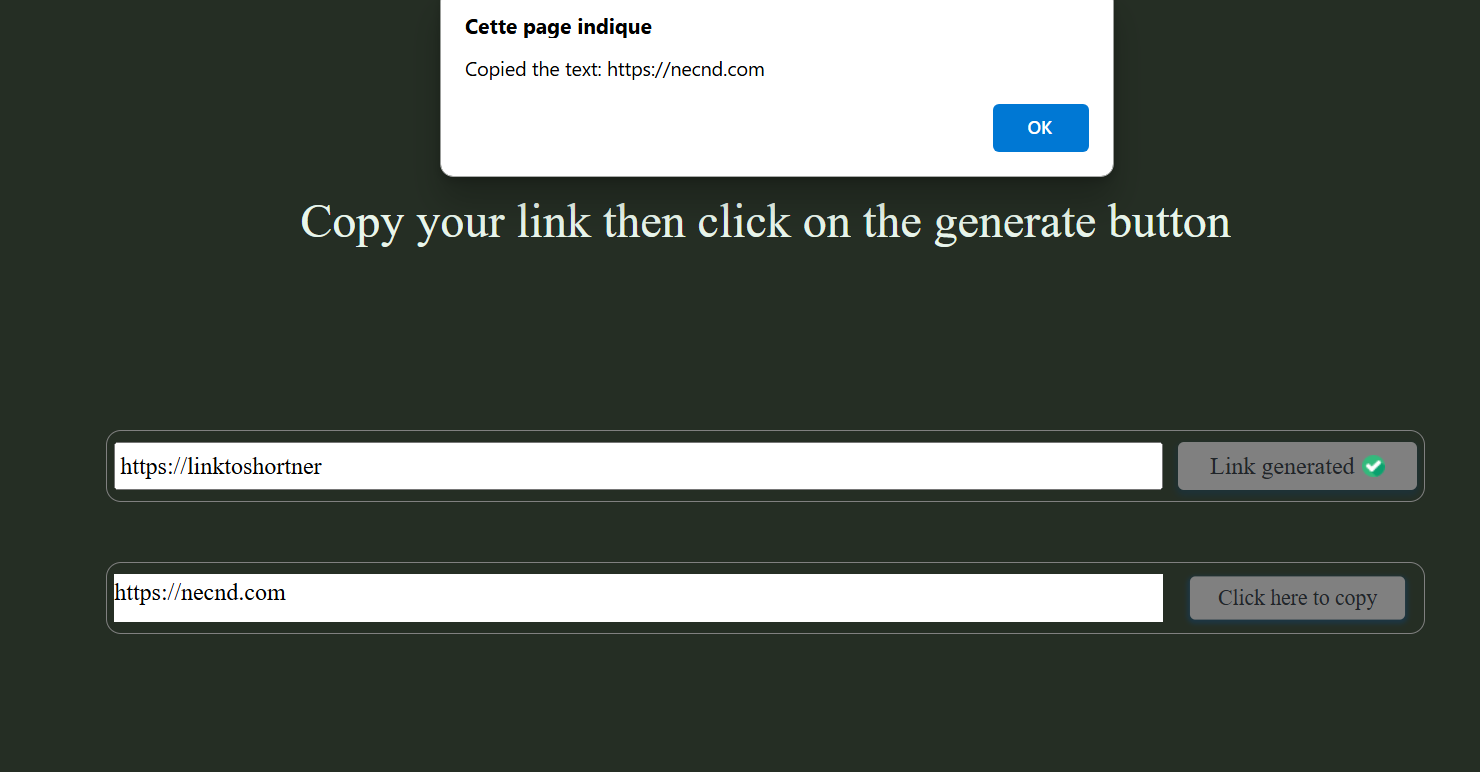 Cette page indique
Copied the text: https://necnd.com
OK
Copy your link then click on the generate button
https://linktoshortner
Link generated
https://necnd.com
Click here to copy